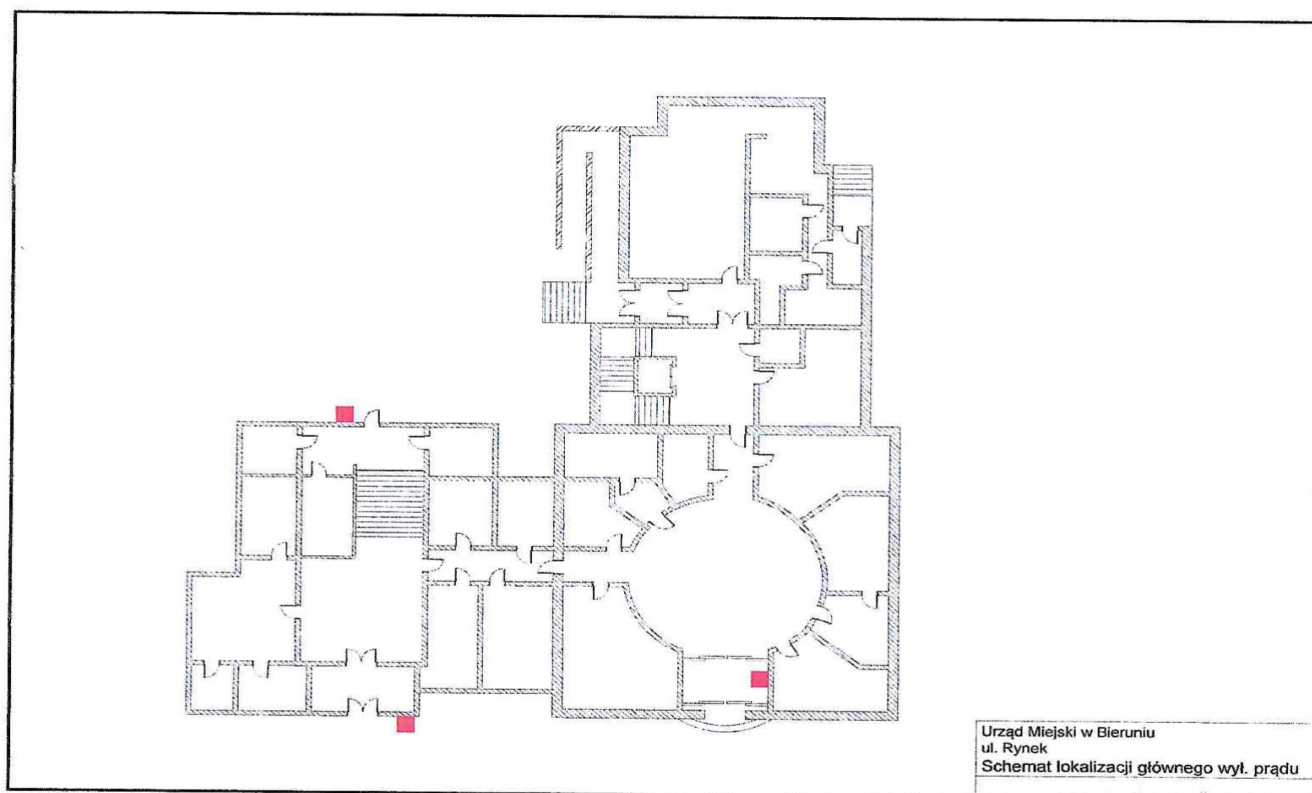 Urząd Miejski w Bieruniu
ul. Rynek
Schemat lokalizacji głównego wył. prądu